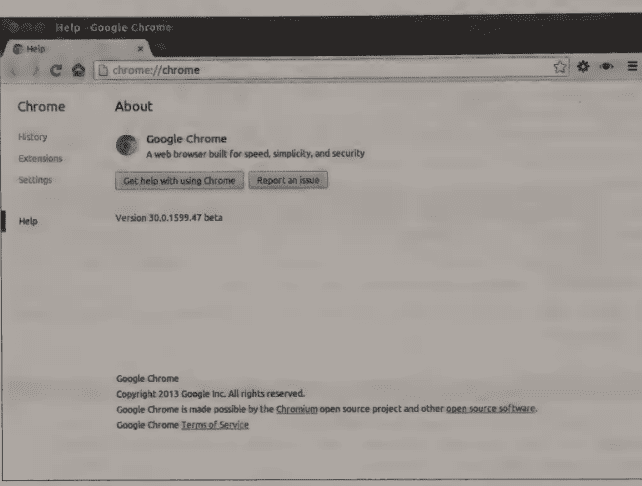 Help - Google Chrome
Help
chrome://chrome
Chrome
About
History
Extensions
Settings
Help
Google Chrome
A web browser built for speed, simplicity, and security
Get help with using Chrome
Report an issue
Version 30.0.1599.47 beta
Google Chrome
Copyright 2013 Google Inc. All rights reserved.
Google Chrome is made possible by the Chromium open source project and other open source software.
Google Chrome Terms of Service